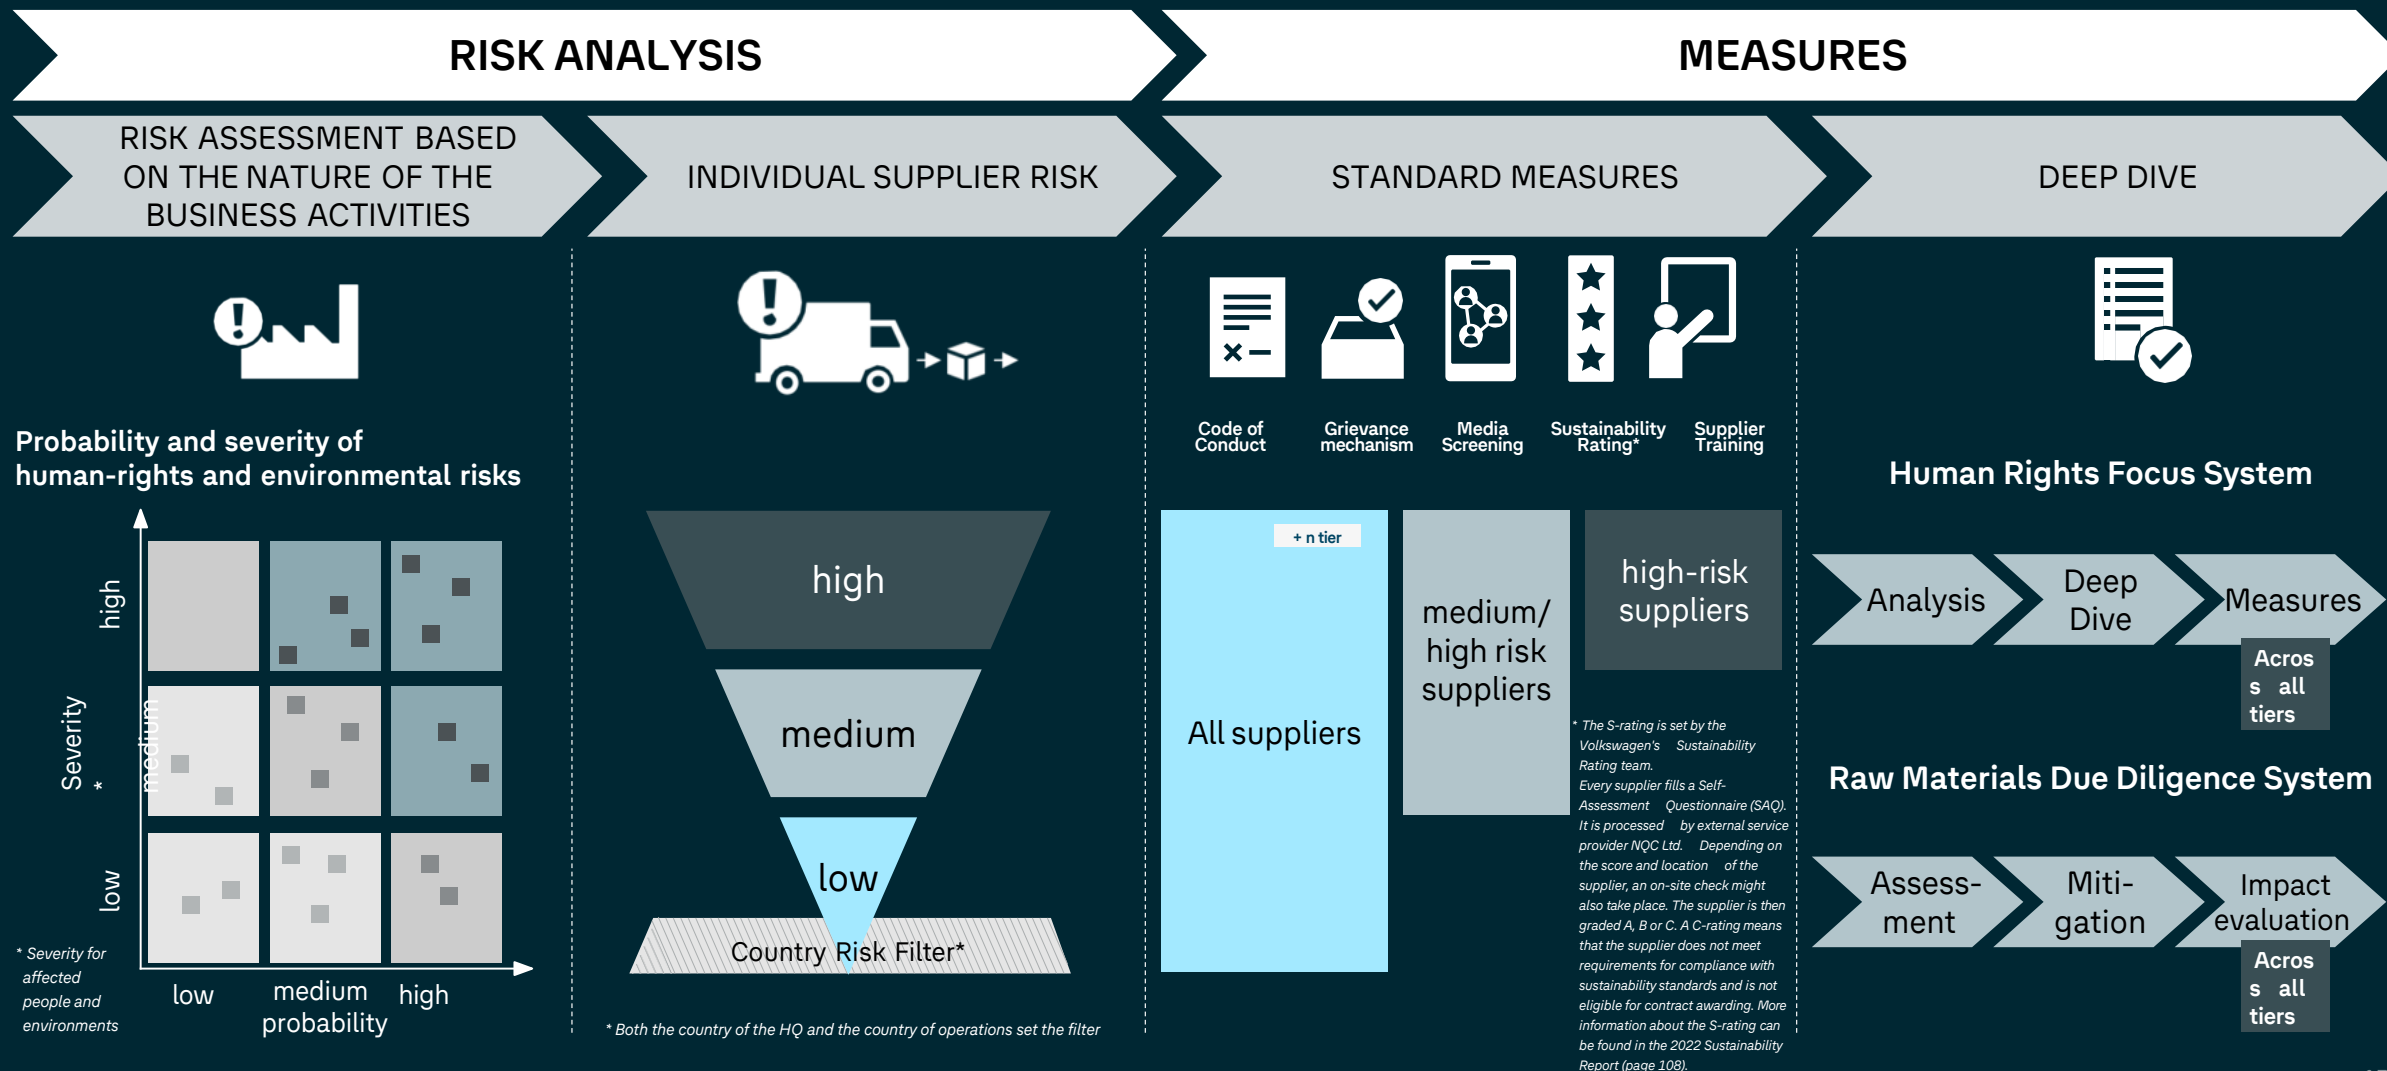 RISK ANALYSIS
MEASURES
RISK ASSESSMENT BASED
ON THE NATURE OF THE
BUSINESS ACTIVITIES
INDIVIDUAL SUPPLIER RISK
STANDARD MEASURES
DEEP DIVE
Probability and severity of
human-rights and environmental risks
high
Severity
*
medium
low
* Severity for
affected
people and
environments
low
medium
high
probability
high
medium
low
Country Risk Filter*
* Both the country of the HQ and the country of operations set the filter
Code of
Conduct
Grievance
mechanism
Media
Screening
Sustainability
Rating*
Supplier
Training
+ n tier
All suppliers
medium/
high risk
suppliers
high-risk
suppliers
* The S-rating is set by the
Volkswagen's Sustainability
Rating team.
Every supplier fills a Self-
Assessment Questionnaire (SAQ).
It is processed by external service
provider NQC Ltd. Depending on
the score and location of the
supplier, an on-site check might
also take place. The supplier is then
graded A, B or C. A C-rating means
that the supplier does not meet
requirements for compliance with
sustainability standards and is not
eligible for contract awarding. More
information about the S-rating can
be found in the 2022 Sustainability
Report (page 108).
Human Rights Focus System
Analysis
Deep
Dive
Measures
Acros
s all
tiers
Raw Materials Due Diligence System
Assess-
ment
Miti-
gation
Impact
evaluation
Acros
s all
tiers